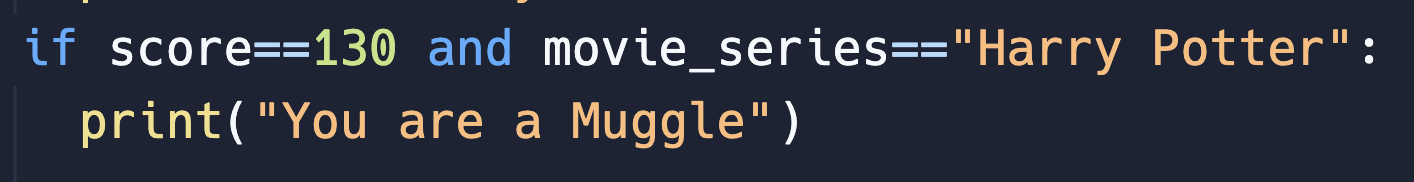 if score==130 and movie_series=="Harry Potter":
  print("You are a Muggle")